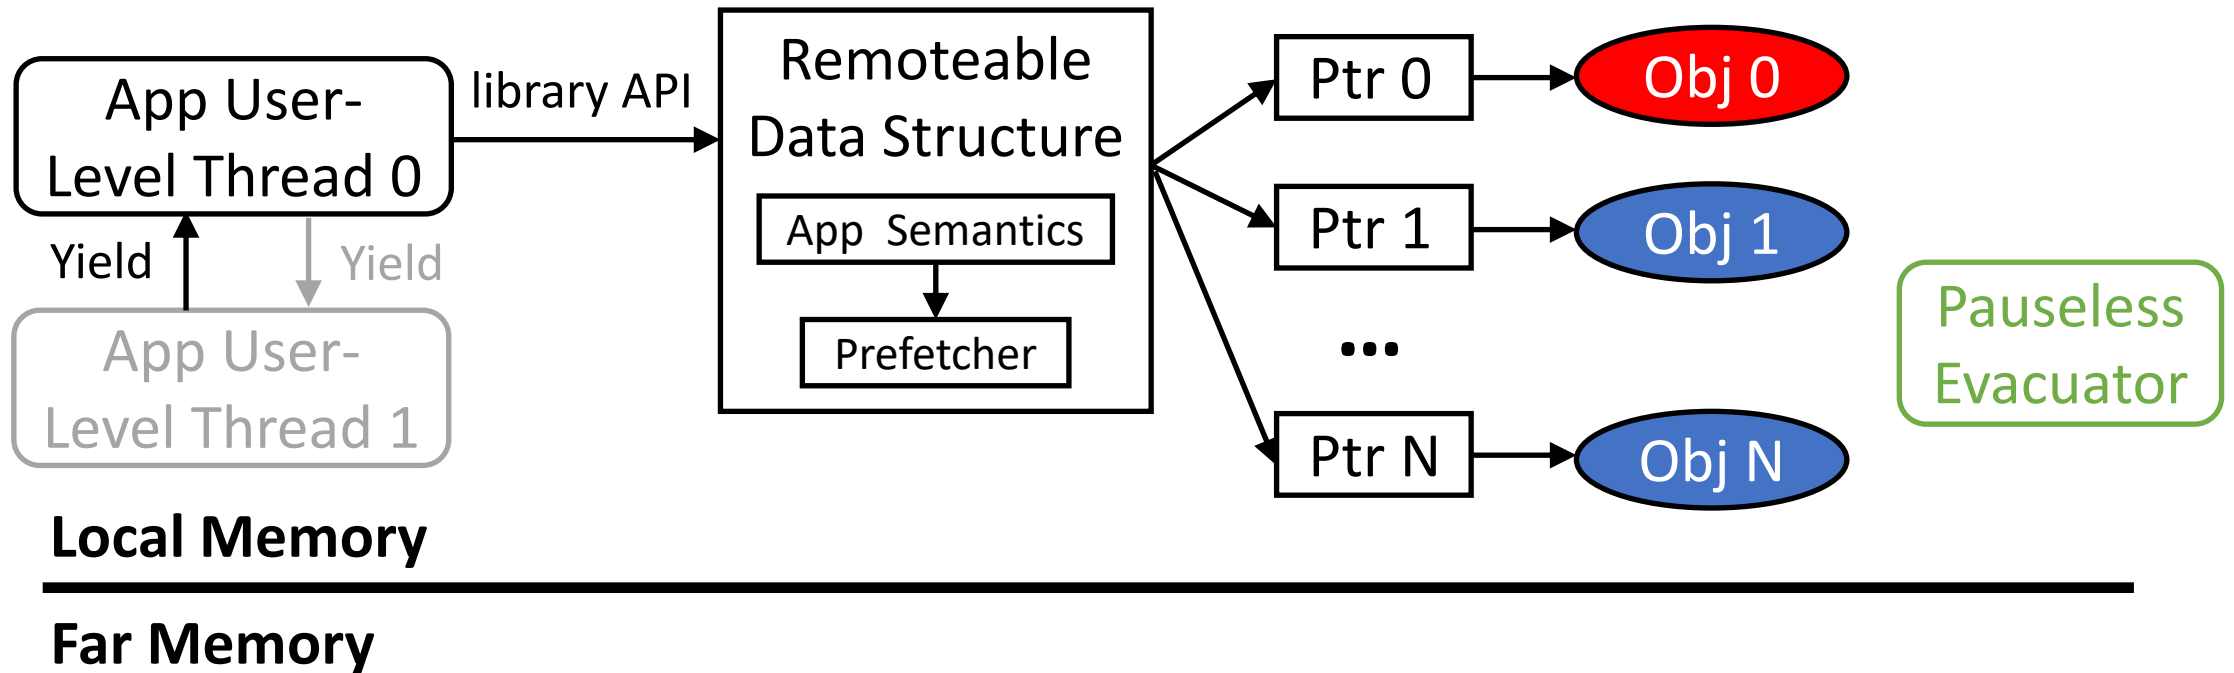 App User-
Level Thread 0
library API
Yield
Yield
App User-
Level Thread 1
Remoteable
Data Structure
App Semantics
Prefetcher
Ptr 0
Obj 0
Ptr 1
Obj 1
...
Ptr N
Obj N
Pauseless
Evacuator
Local Memory
Far Memory